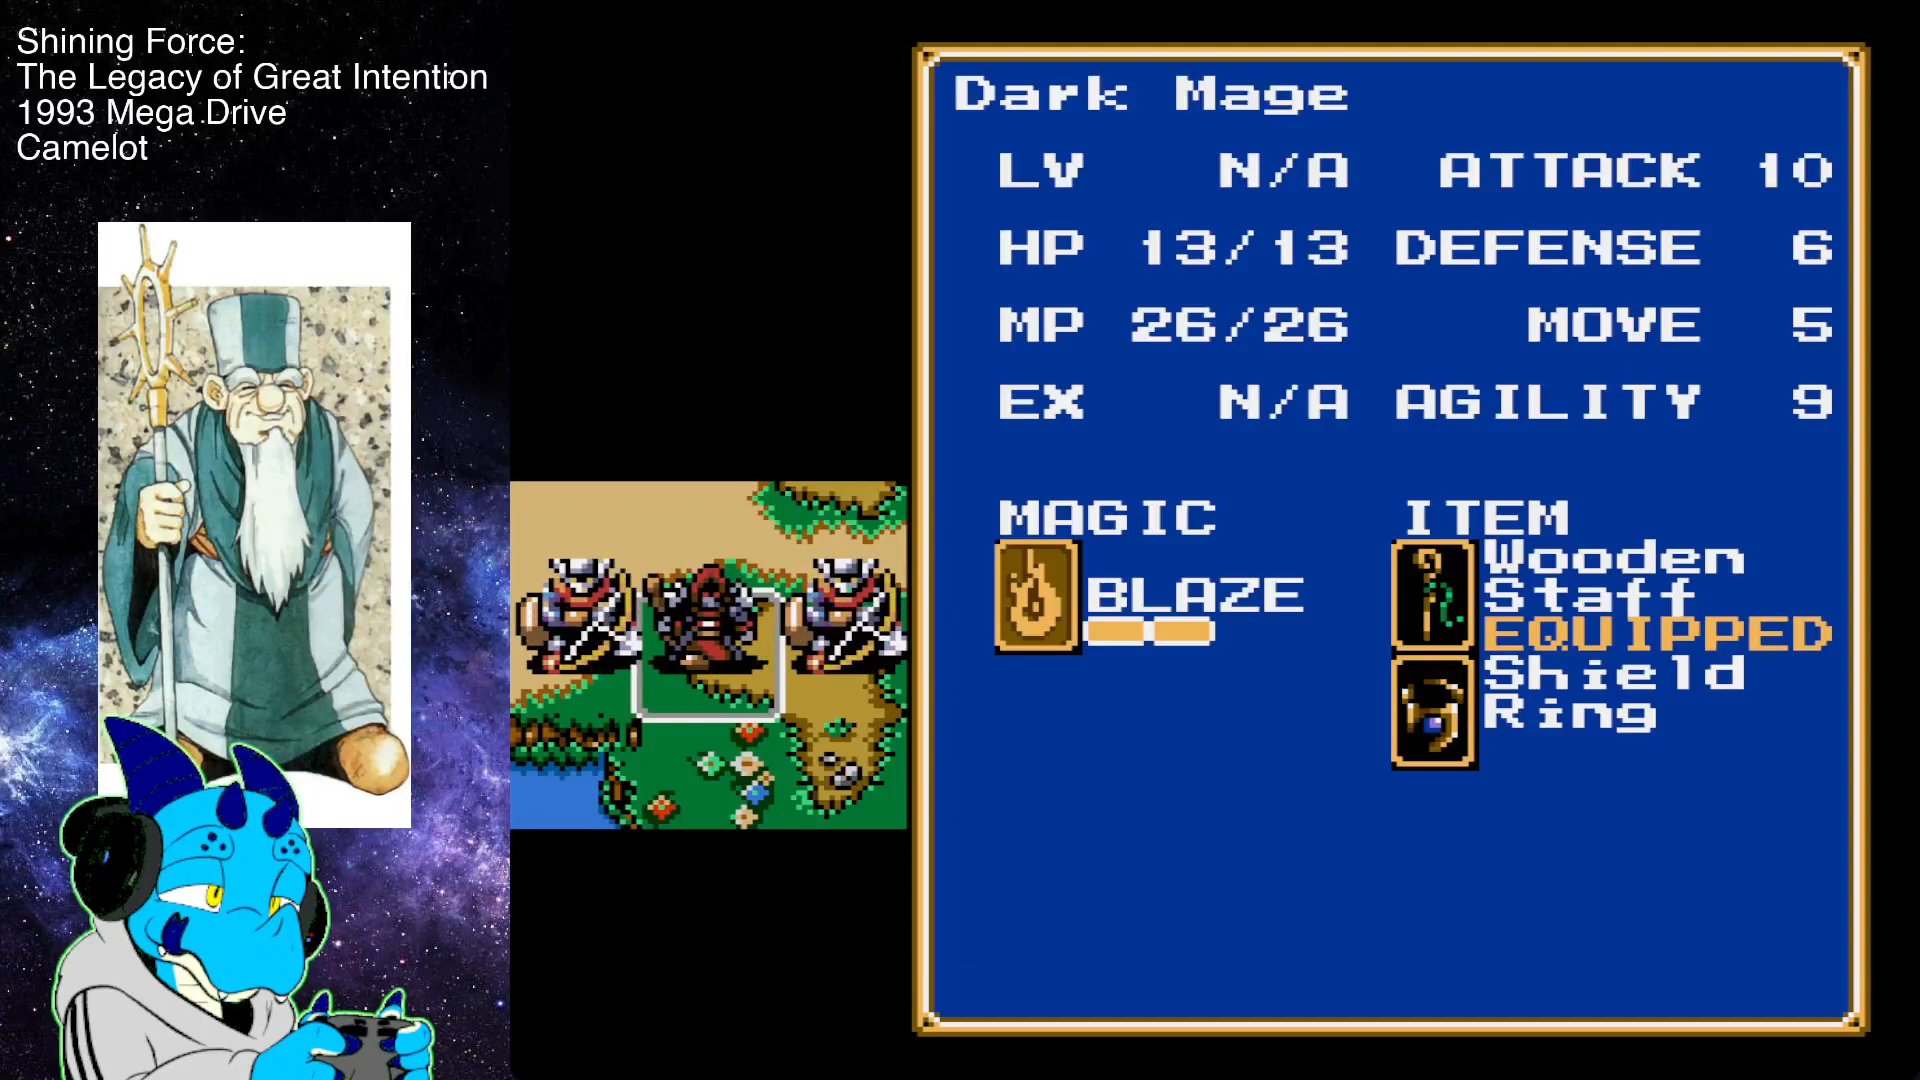 Shining Force:
The Legacy of Great Intention
1993 Mega Drive
Camelot
Dark Mage
LV N/A ATTACK 10
HP 13/13 DEFENSE 6
MP 26/26 MOVE 5
EX N/A AGILITY 9
MAGIC ITEM
BLAZE
Wooden
Staff
EQUIPPED
Shield
Ring